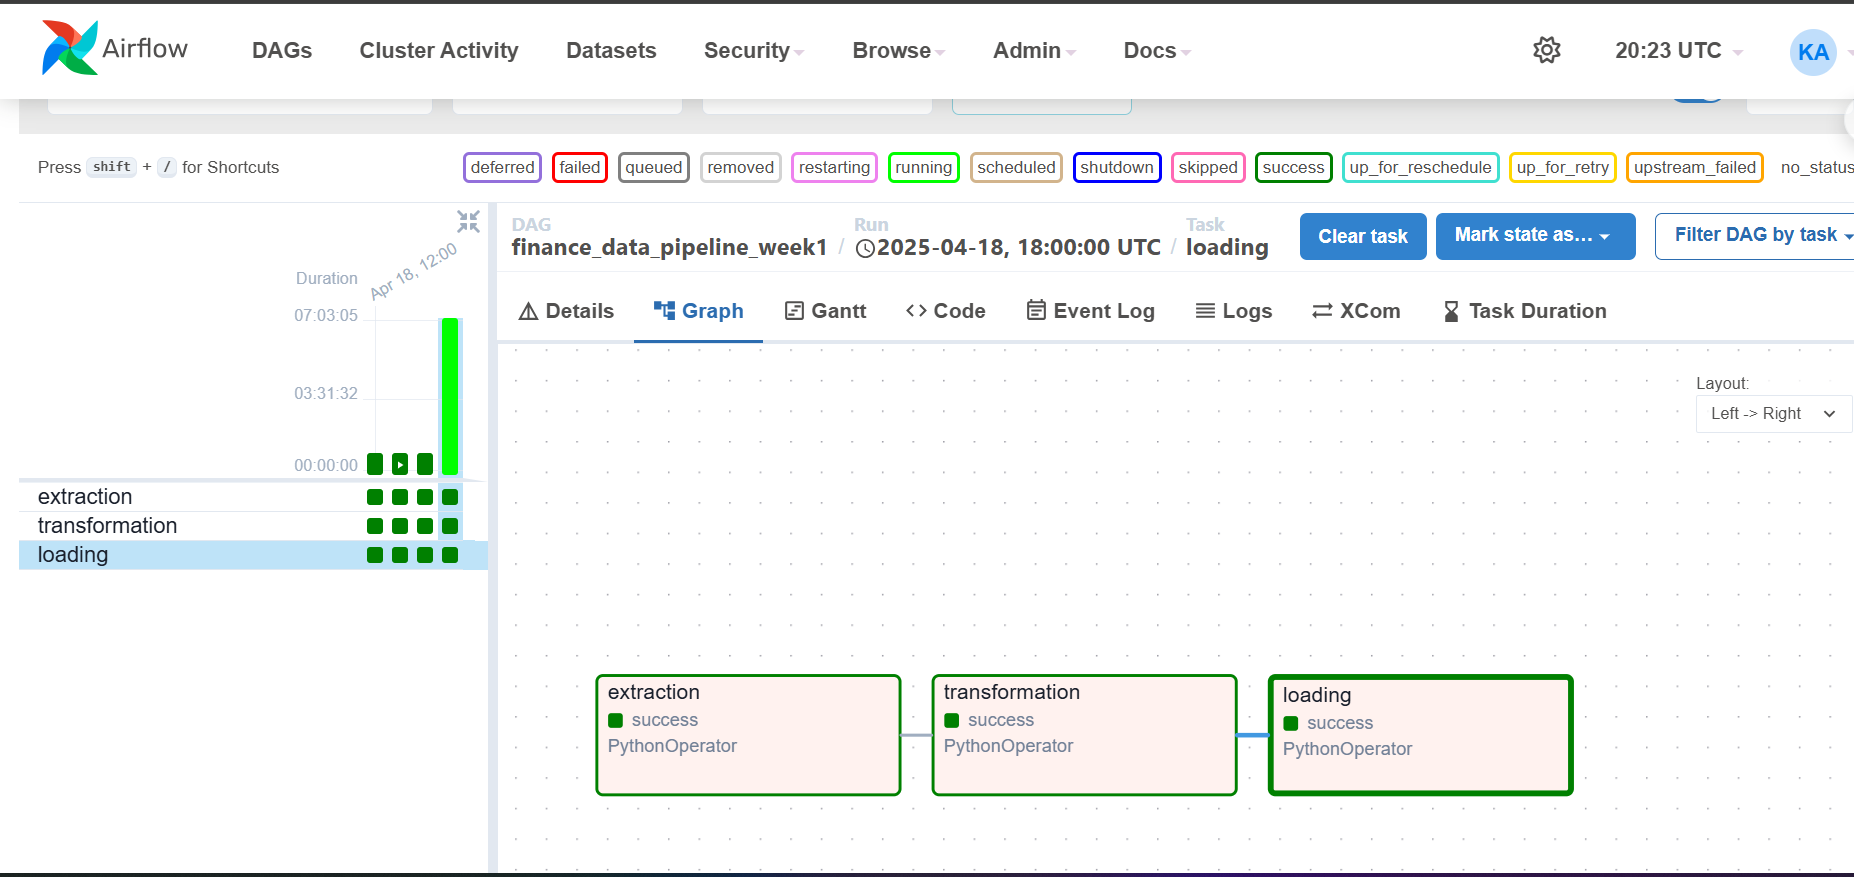 Airflow DAGs Cluster Activity Datasets Security Browse Admin Docs 20:23 UTC KA
Press shift + / for Shortcuts
deferred failed queued removed restarting running scheduled shutdown skipped success up_for_reschedule up_for_retry upstream_failed no_status
DAG
finance_data_pipeline_week1 /
Run
2025-04-18, 18:00:00 UTC /
Task
loading
Clear task
Mark state as...
Filter DAG by task
Apr 18, 12:00
Duration
07:03:05
03:31:32
00:00:00
extraction
transformation
loading
Details Graph Gantt Code Event Log Logs XCom Task Duration
Layout:
Left -> Right
extraction
success
PythonOperator
transformation
success
PythonOperator
loading
success
PythonOperator